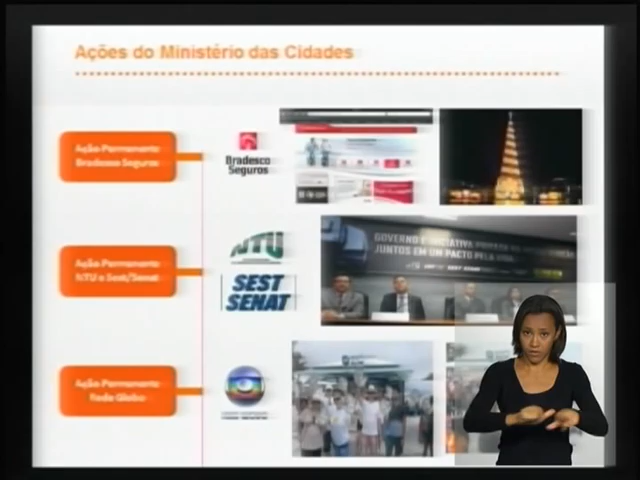 Ações do Ministério das Cidades
Ação Permanente
Bradesco Seguros
Bradesco
Seguros
Ação Permanente
NTU e Sest/Senat
NTU
SEST
SENAT
GOVERNO E INICIATIVA
JUNTOS EM UM PACTO PELA VIDA
Ação Permanente
Rede Globo